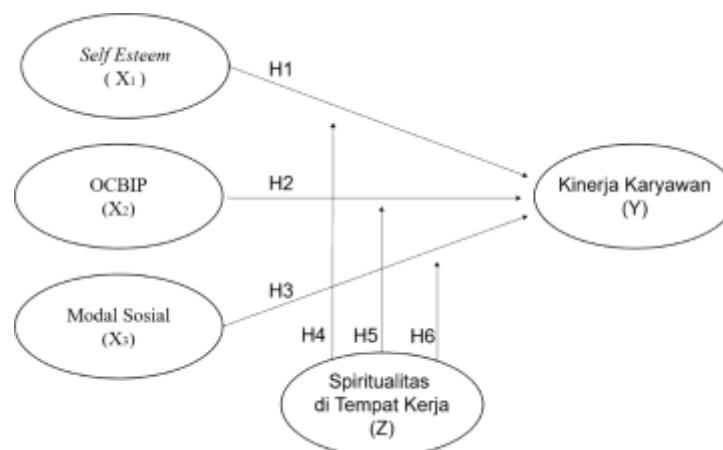 Self Esteem
( X1 )
H1
OCBIP
(X2)
H2
Kinerja Karyawan
(Y)
Modal Sosial
(X3)
H3
H4
H5
H6
Spiritualitas
di Tempat Kerja
(Z)